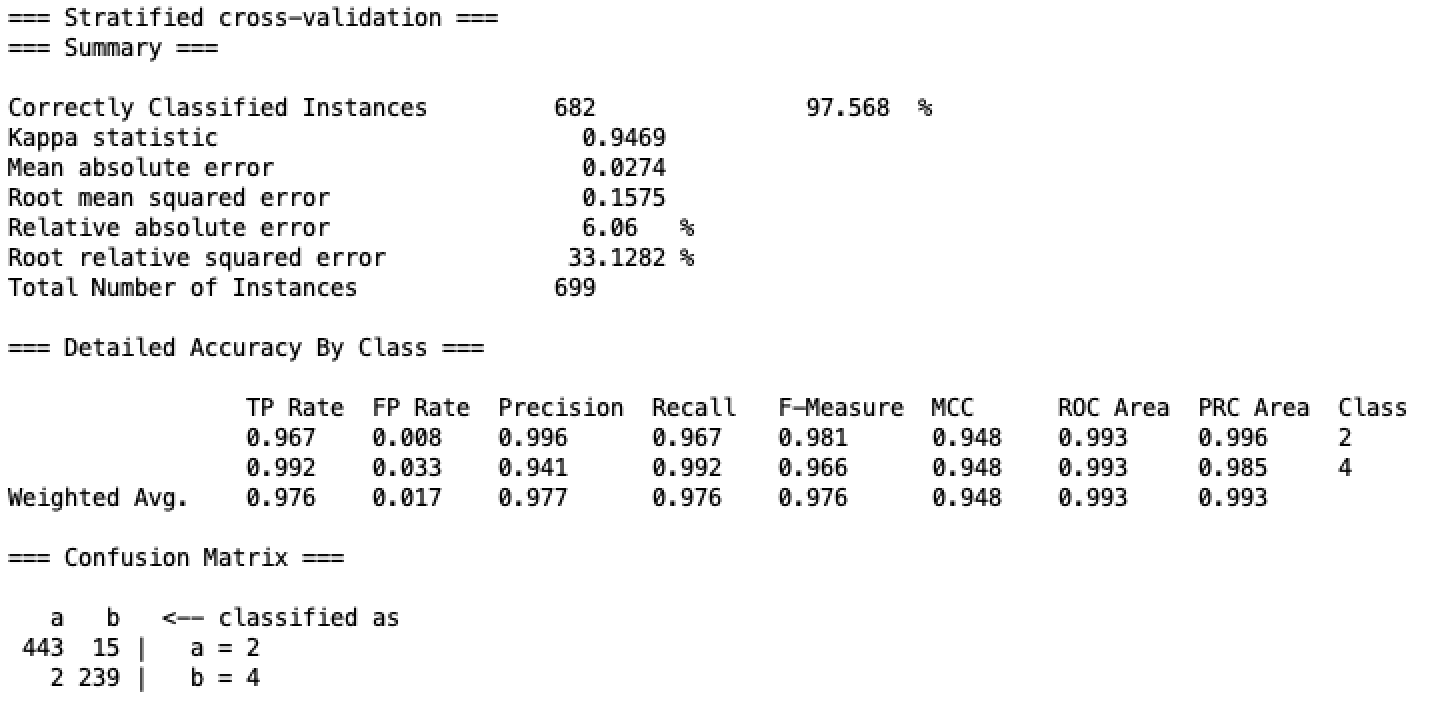 === Stratified cross-validation ===
=== Summary ===
Correctly Classified Instances         682               97.568  %
Kappa statistic                          0.9469
Mean absolute error                      0.0274
Root mean squared error                  0.1575
Relative absolute error                  6.06   %
Root relative squared error             33.1282 %
Total Number of Instances              699
=== Detailed Accuracy By Class ===
                 TP Rate  FP Rate  Precision  Recall   F-Measure  MCC      ROC Area  PRC Area  Class
                 0.967    0.008    0.996      0.967    0.981      0.948    0.993     0.996     2
                 0.992    0.033    0.941      0.992    0.966      0.948    0.993     0.985     4
Weighted Avg.    0.976    0.017    0.977      0.976    0.976      0.948    0.993     0.993
=== Confusion Matrix ===
   a   b   <-- classified as
 443  15 |   a = 2
   2 239 |   b = 4